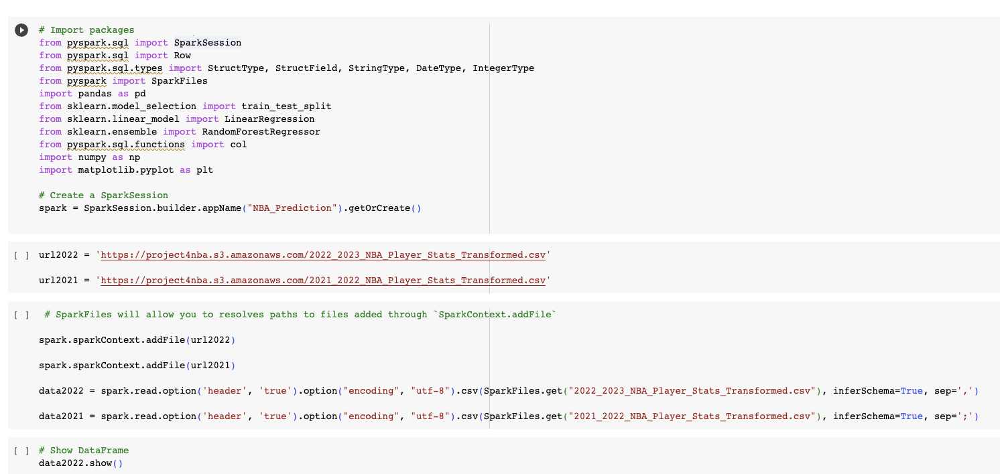 # Import packages
from pyspark.sql import SparkSession
from pyspark.sql import Row
from pyspark.sql.types import StructType, StructField, StringType, DateType, IntegerType
from pyspark import SparkFiles
import pandas as pd
from sklearn.model_selection import train_test_split
from sklearn.linear_model import LinearRegression
from sklearn.ensemble import RandomForestRegressor
from pyspark.sql.functions import col
import numpy as np
import matplotlib.pyplot as plt
# Create a SparkSession
spark = SparkSession.builder.appName("NBA_Prediction").getOrCreate()
[ ] url2022 = 'https://project4nba.s3.amazonaws.com/2022_2023_NBA_Player_Stats_Transformed.csv'
url2021 = 'https://project4nba.s3.amazonaws.com/2021_2022_NBA_Player_Stats_Transformed.csv'
[ ] # SparkFiles will allow you to resolves paths to files added through `SparkContext.addFile`
spark.sparkContext.addFile(url2022)
spark.sparkContext.addFile(url2021)
data2022 = spark.read.option('header', 'true').option("encoding", "utf-8").csv(SparkFiles.get("2022_2023_NBA_Player_Stats_Transformed.csv"), inferSchema=True, sep=',')
data2021 = spark.read.option('header', 'true').option("encoding", "utf-8").csv(SparkFiles.get("2021_2022_NBA_Player_Stats_Transformed.csv"), inferSchema=True, sep=';')
[ ] # Show DataFrame
data2022.show()